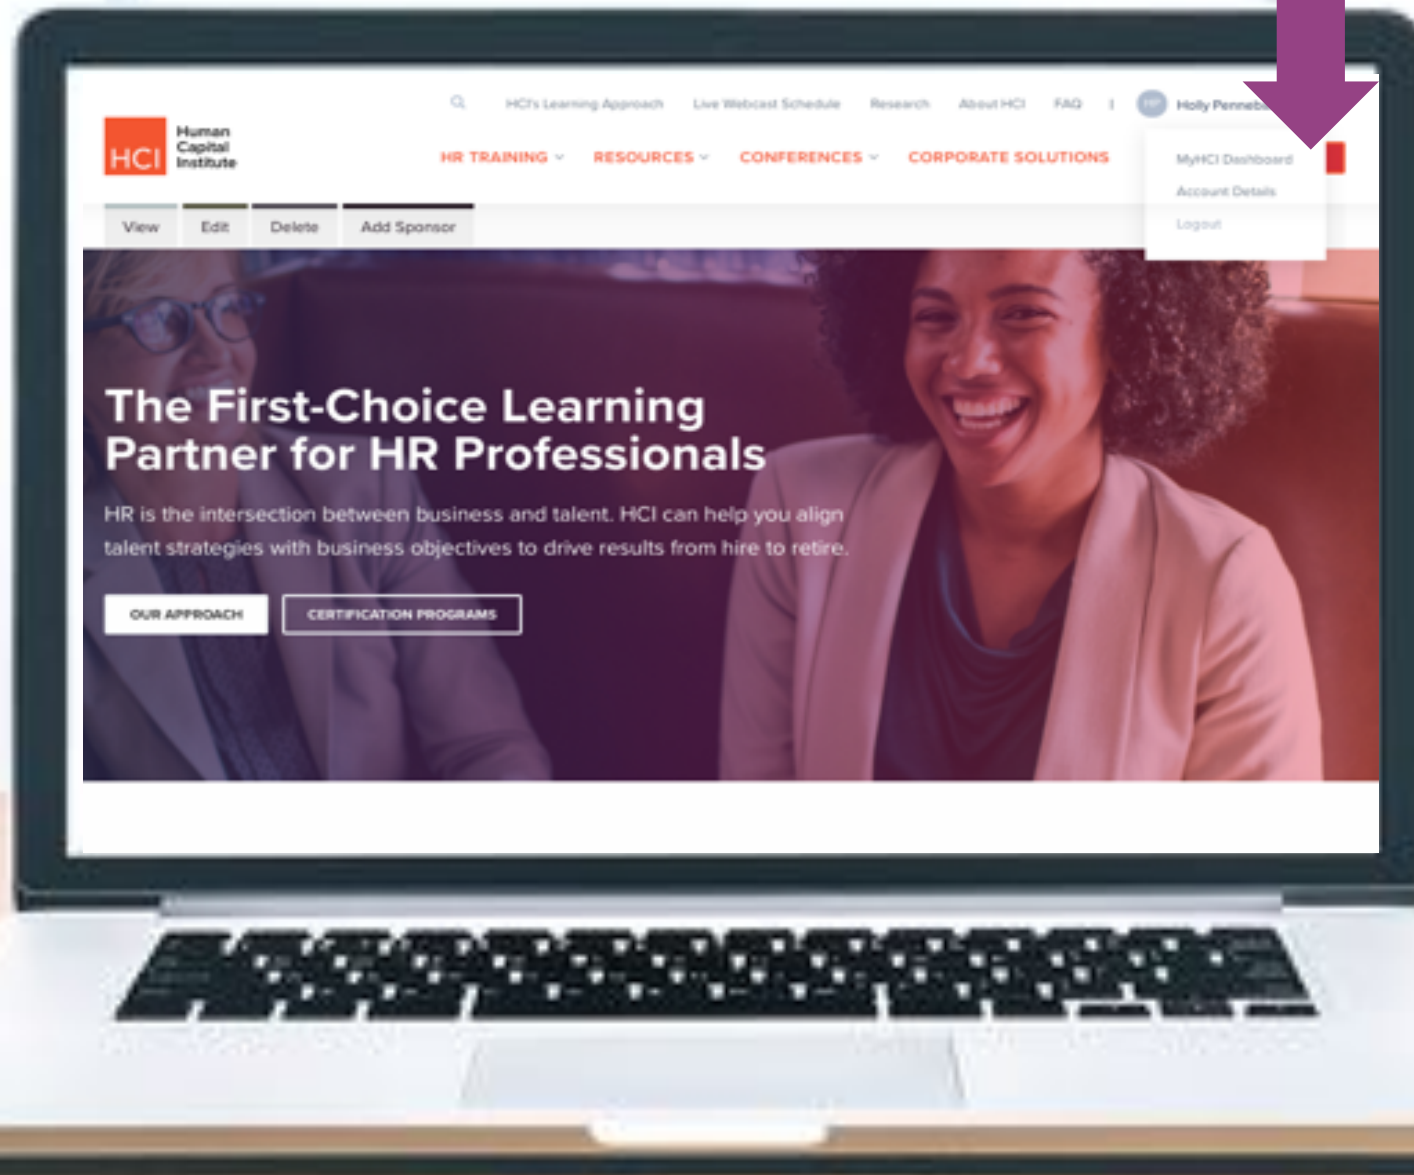 HCI's Learning Approach Live Webcast Schedule Research About HCI FAQ HP Holly
HCI Human
Capital
Institute
HR TRAINING RESOURCES CONFERENCES CORPORATE SOLUTIONS
MyHCI Dashboard
Account Details
Logout
View Edit Delete Add Sponsor
The First-Choice Learning
Partner for HR Professionals
HR is the intersection between business and talent. HCI can help you align
talent strategies with business objectives to drive results from hire to retire.
OUR APPROACH CERTIFICATION PROGRAMS